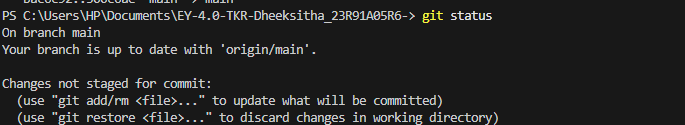 PS C:\Users\HP\Documents\EY-4.0-TKR-Dheeksitha_23R91A05R6-> git status
On branch main
Your branch is up to date with 'origin/main'.
Changes not staged for commit:
(use "git add/rm <file>..." to update what will be committed)
(use "git restore <file>..." to discard changes in working directory)